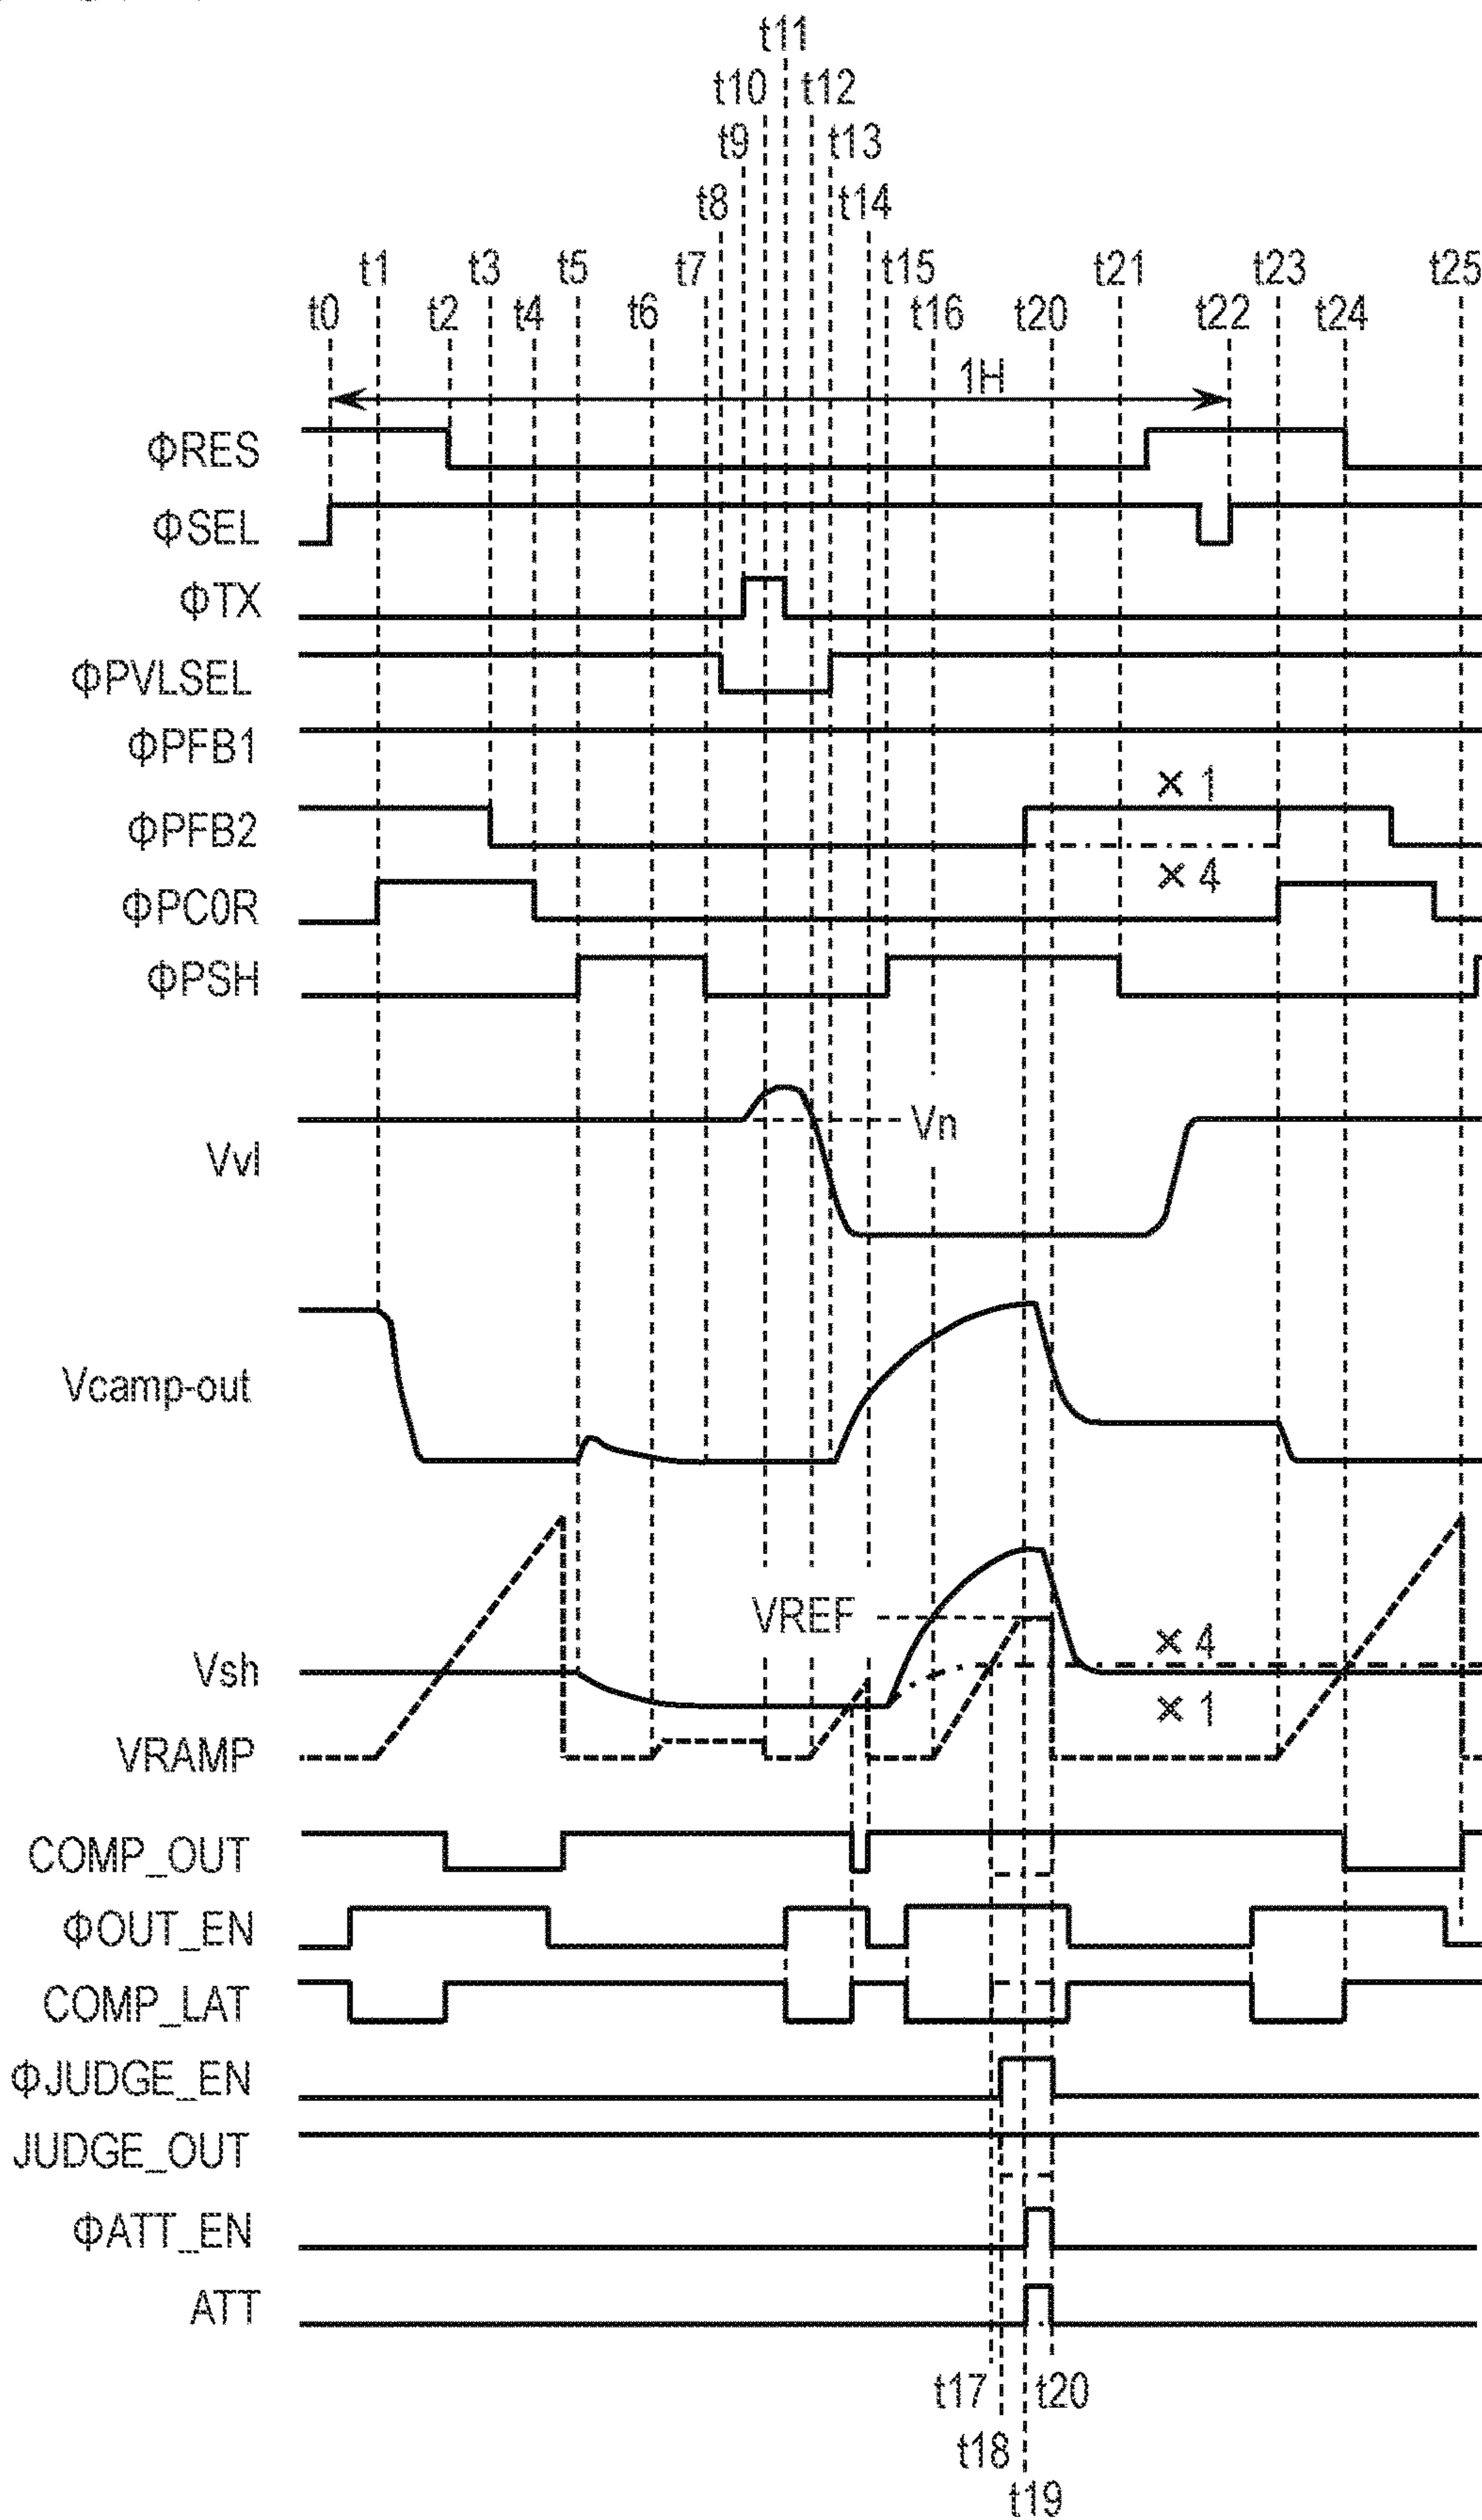 t11
t10 t12
t9 t13
t8 t14
t1 t3 t5 t7 t15 t21 t23 t25
t0 t2 t4 t6 t16 t20 t22 t24
1H
ΦRES
ΦSEL
ΦTX
ΦPVLSEL
ΦPFB1
× 1
ΦPFB2
× 4
ΦPC0R
ΦPSH
Vn
Vvl
Vcamp-out
VREF
× 4
Vsh
× 1
VRAMP
COMP_OUT
ΦOUT_EN
COMP_LAT
ΦJUDGE_EN
JUDGE_OUT
ΦATT_EN
ATT
t17 t20
t18
t19